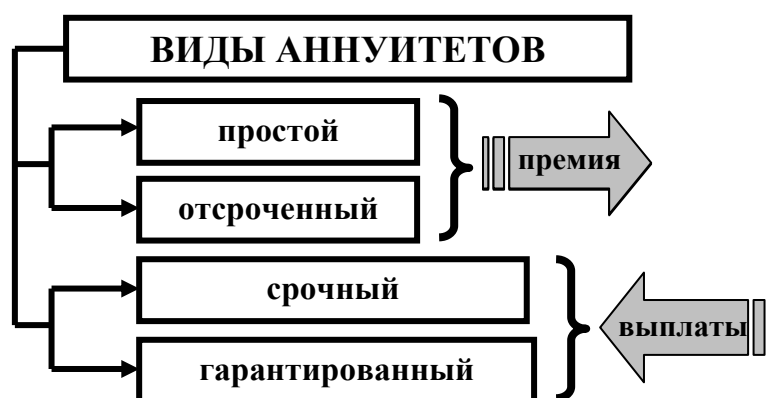 ВИДЫ АННУИТЕТОВ
простой
премия
отсроченный
срочный
выплаты
гарантированный